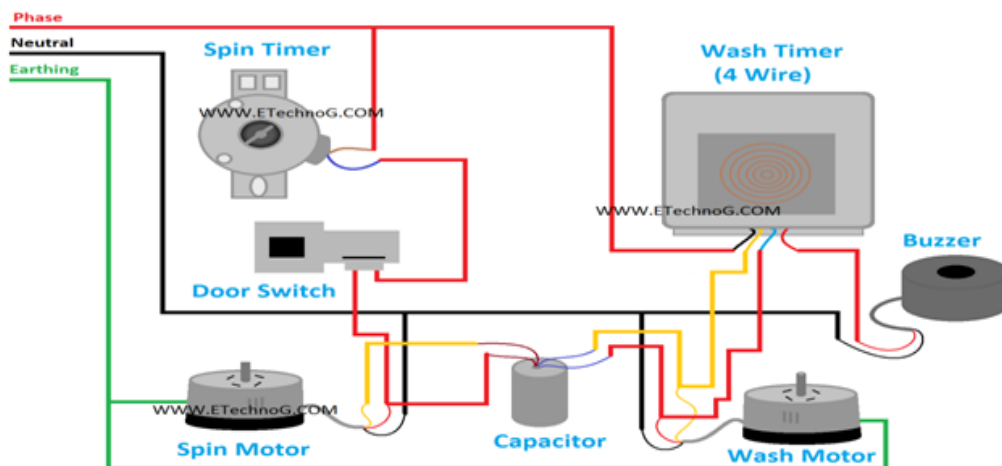 Phase
Neutral
Earthing
Spin Timer
Wash Timer
(4 Wire)
WWW.ETechnoG.COM
WWW.ETechnoG.COM
Buzzer
Door Switch
WWW.ETechnoG.COM
Spin Motor
Capacitor
Wash Motor